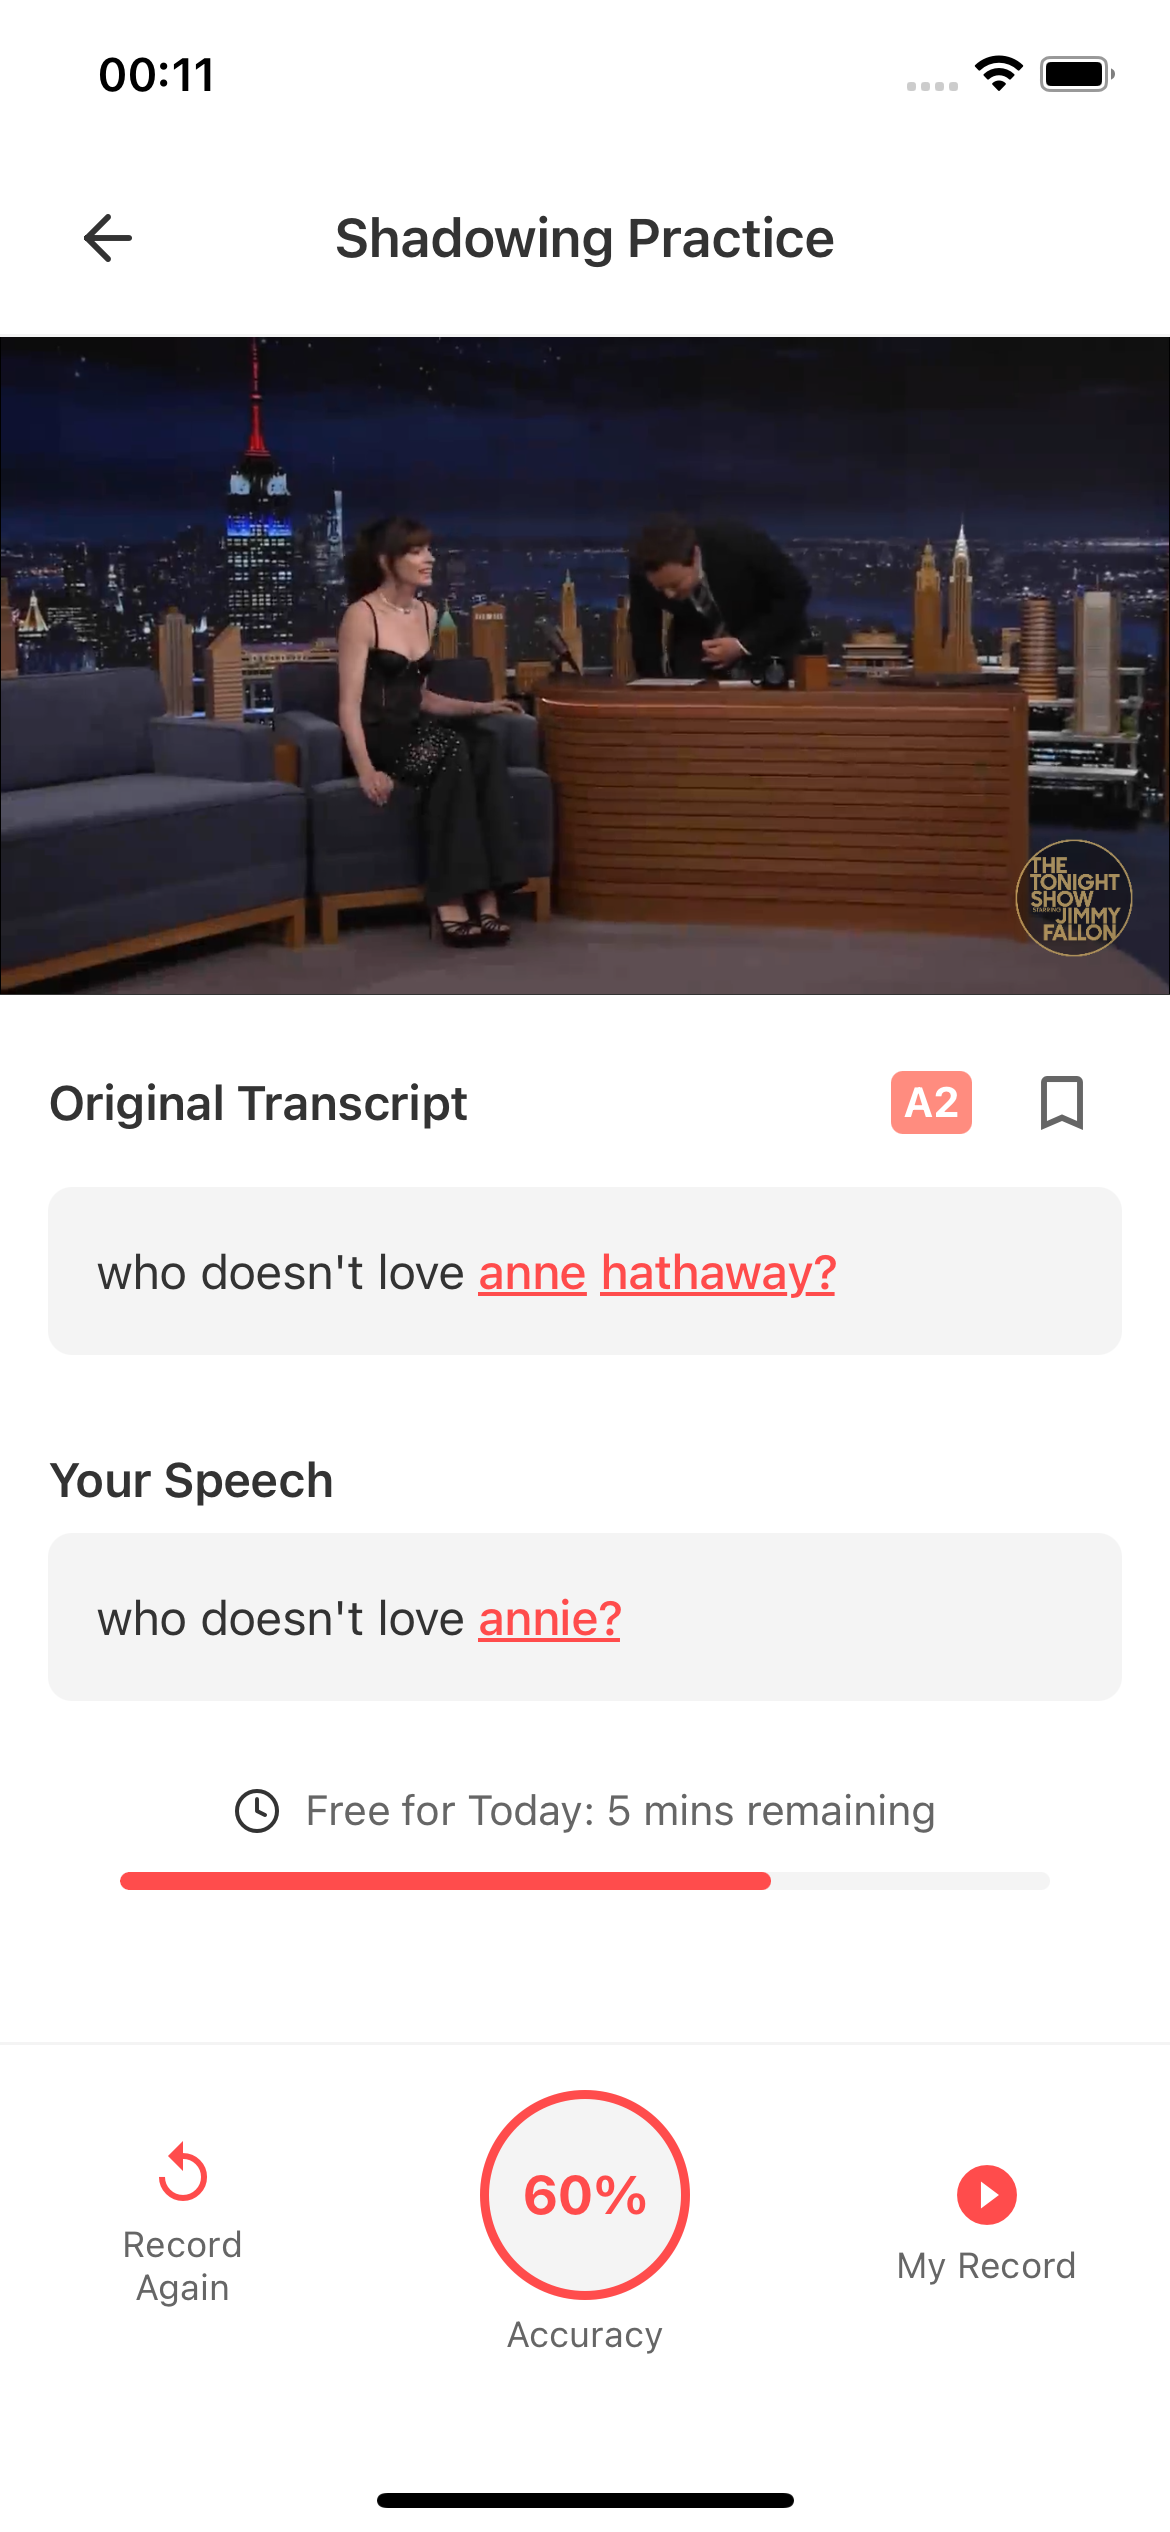 00:11
Shadowing Practice
THE
TONIGHT
SHOW
STARRING JIMMY
FALLON
Original Transcript
A2
who doesn't love anne hathaway?
Your Speech
who doesn't love annie?
Free for Today: 5 mins remaining
Record
Again
60%
Accuracy
My Record